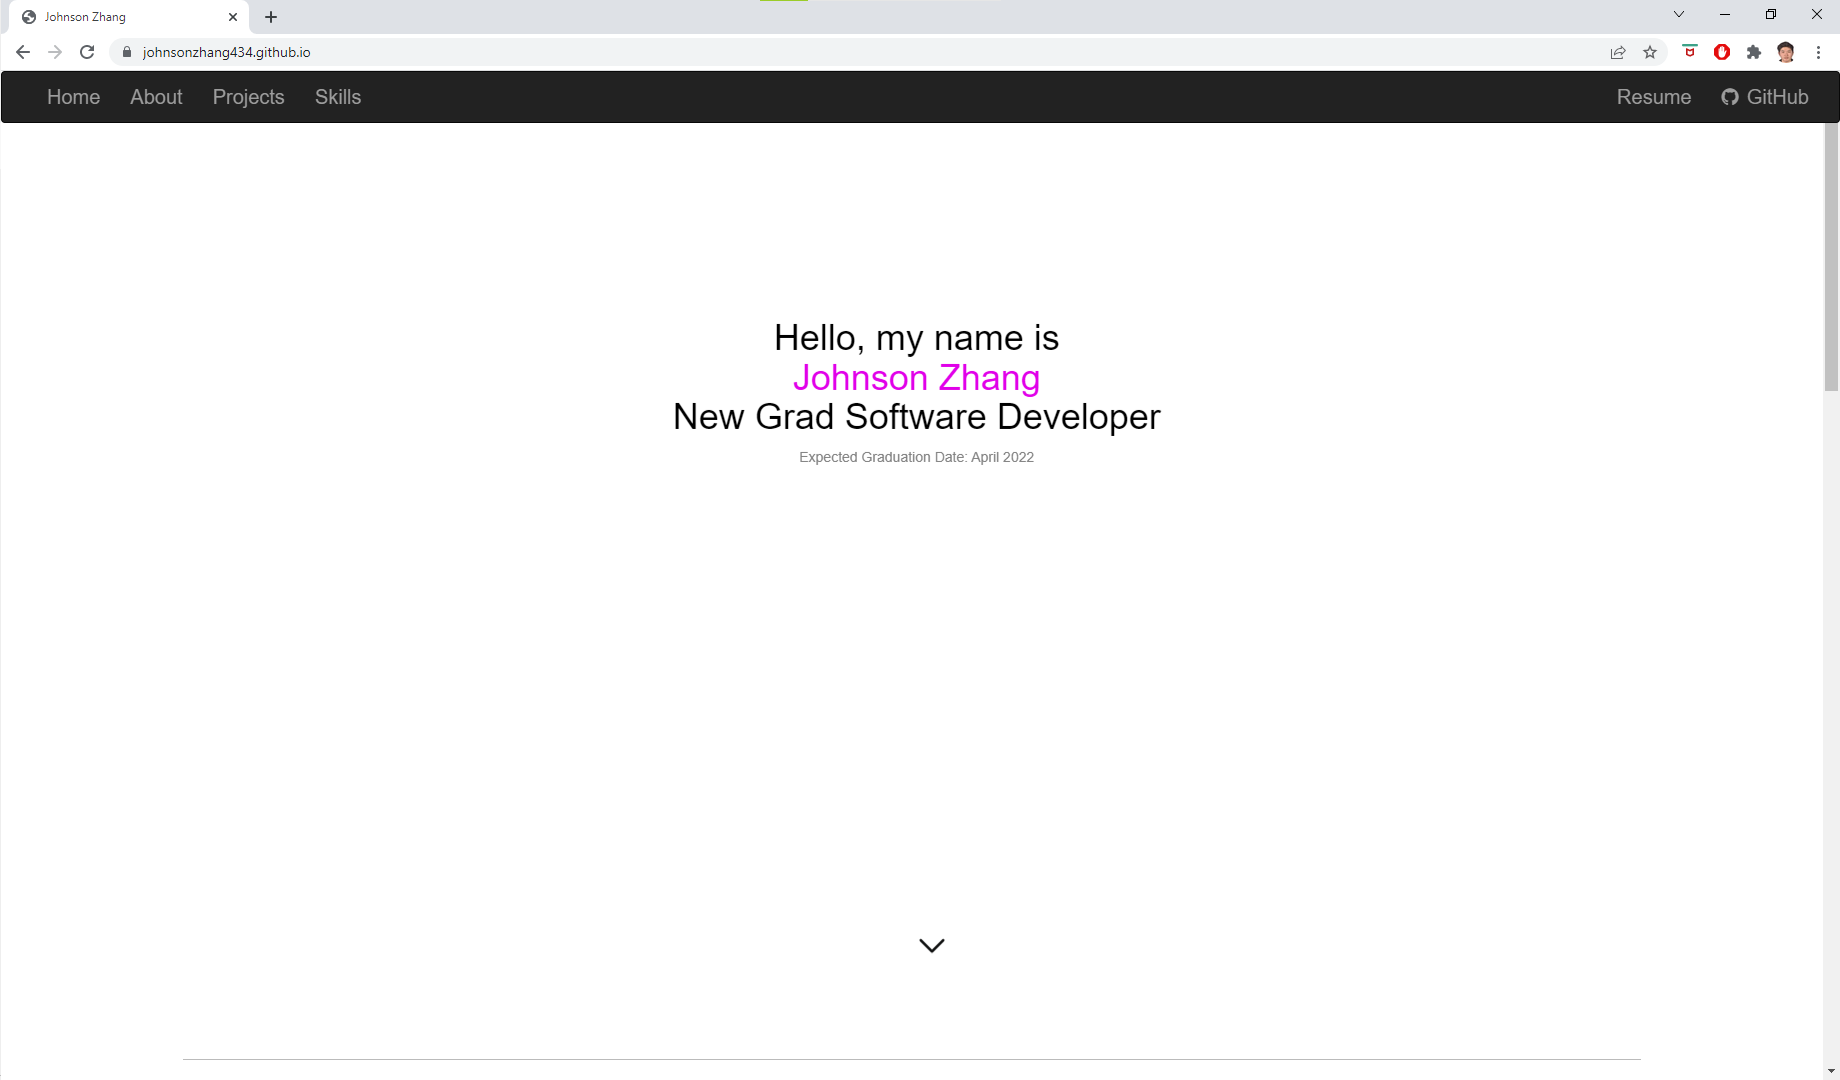 Johnson Zhang
johnsonzhang434.github.io
Home About Projects Skills Resume GitHub
Hello, my name is
Johnson Zhang
New Grad Software Developer
Expected Graduation Date: April 2022